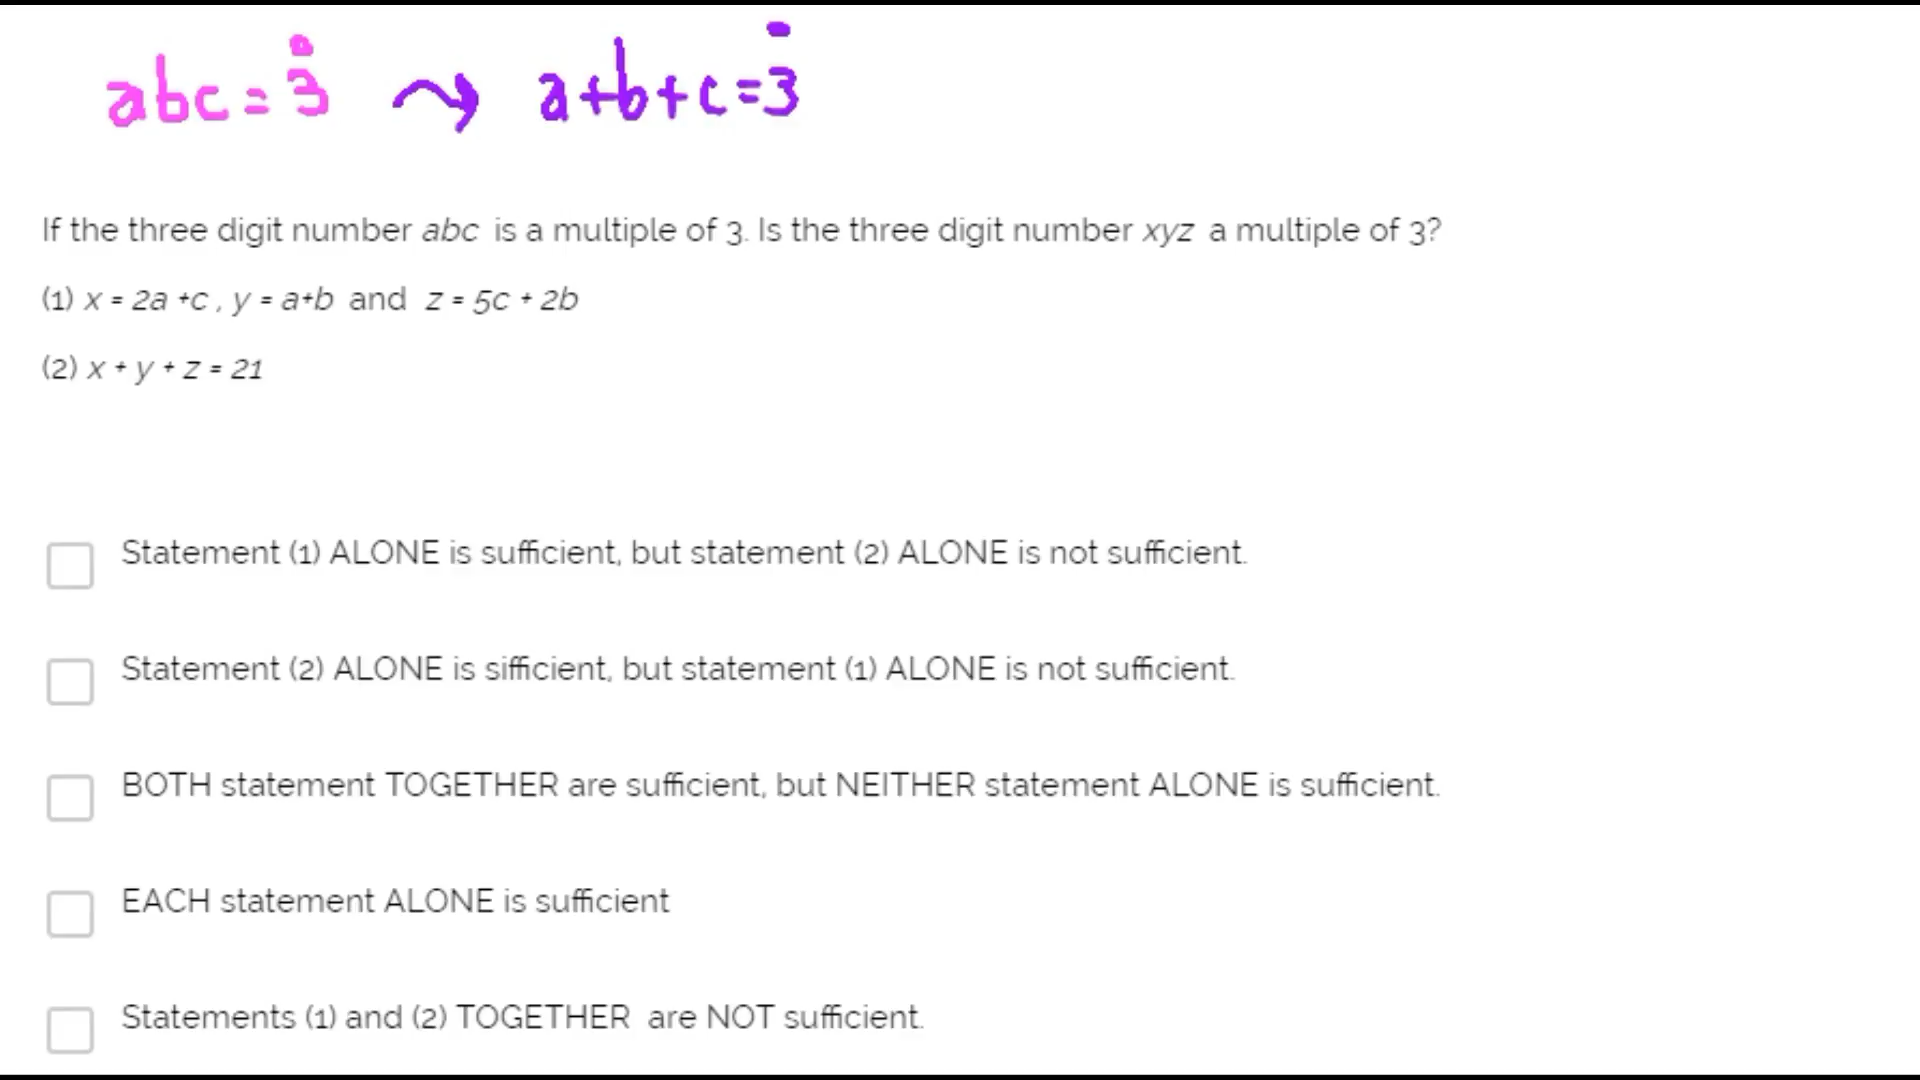 abc = 3̇ ↝ a+b+c = 3̇
If the three digit number abc is a multiple of 3. Is the three digit number xyz a multiple of 3?
(1) x = 2a +c , y = a+b and z = 5c + 2b
(2) x + y + z = 21
Statement (1) ALONE is sufficient, but statement (2) ALONE is not sufficient.
Statement (2) ALONE is sifficient, but statement (1) ALONE is not sufficient.
BOTH statement TOGETHER are sufficient, but NEITHER statement ALONE is sufficient.
EACH statement ALONE is sufficient
Statements (1) and (2) TOGETHER are NOT sufficient.